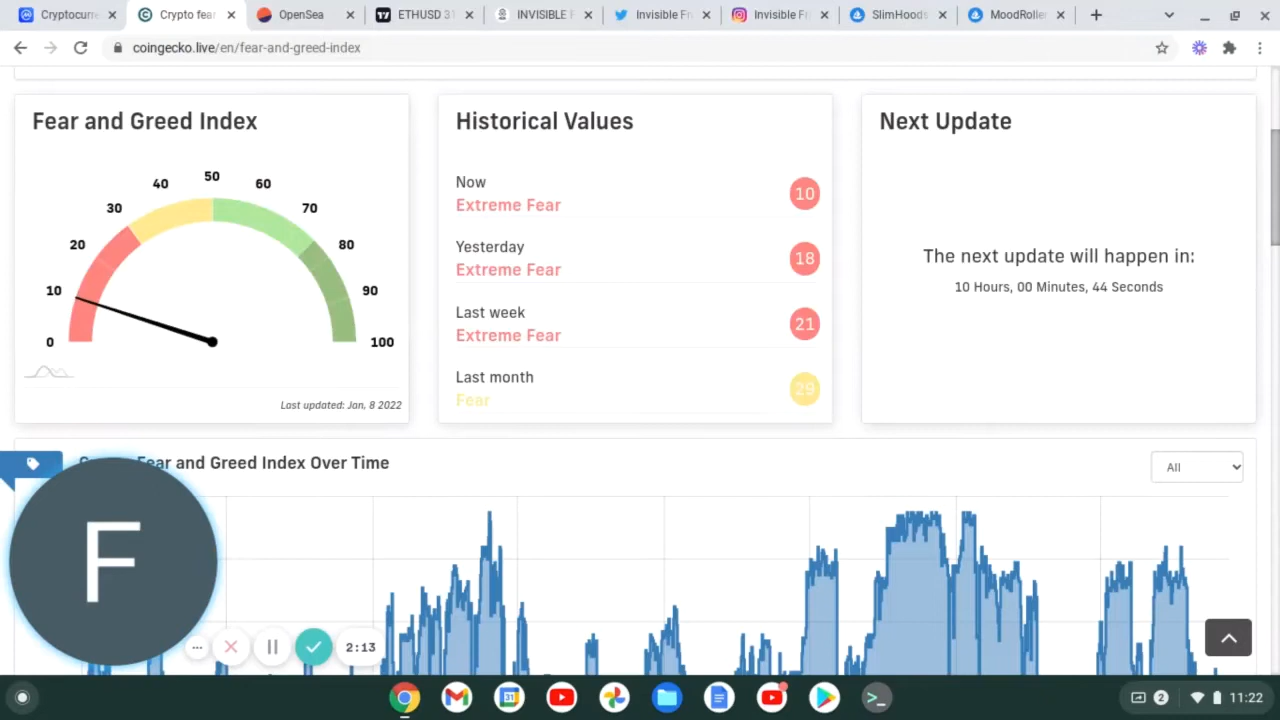 Cryptocurre
Crypto fear
OpenSea
ETHUSD 31
INVISIBLE F
Invisible Fr
Invisible Fr
SlimHoods
MoodRoller
coingecko.live/en/fear-and-greed-index
Fear and Greed Index
0
10
20
30
40
50
60
70
80
90
100
Last updated: Jan, 8 2022
Historical Values
Now
Extreme Fear
10
Yesterday
Extreme Fear
18
Last week
Extreme Fear
21
Last month
Fear
29
Next Update
The next update will happen in:
10 Hours, 00 Minutes, 44 Seconds
Fear and Greed Index Over Time
All
F
2:13
31
2
11:22